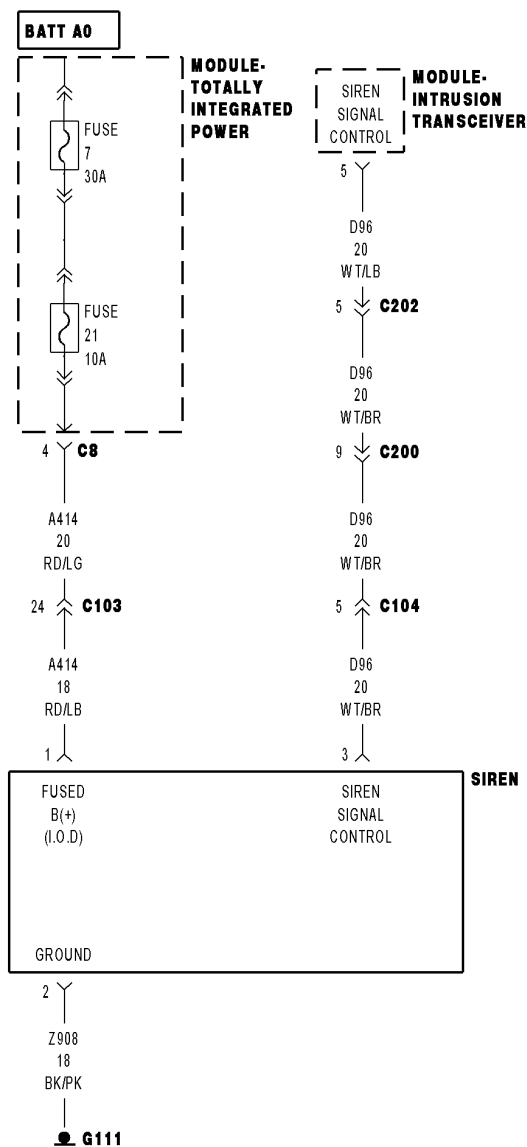 BATT A0
MODULE-
TOTALLY
INTEGRATED
POWER
FUSE
7
30A
FUSE
21
10A
4
C8
A414
20
RD/LG
24
C103
A414
18
RD/LB
1
MODULE-
INTRUSION
TRANSCEIVER
SIREN
SIGNAL
CONTROL
5
D96
20
WT/LB
5
C202
D96
20
WT/BR
9
C200
D96
20
WT/BR
5
C104
D96
20
WT/BR
3
SIREN
FUSED
B(+)
(I.O.D)
SIREN
SIGNAL
CONTROL
GROUND
2
Z908
18
BK/PK
G111